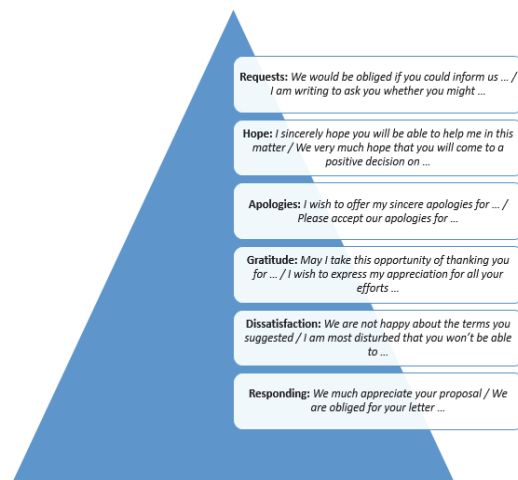 Requests: We would be obliged if you could inform us ... /
I am writing to ask you whether you might ...
Hope: I sincerely hope you will be able to help me in this
matter / We very much hope that you will come to a
positive decision on ...
Apologies: I wish to offer my sincere apologies for ... /
Please accept our apologies for ...
Gratitude: May I take this opportunity of thanking you
for ... / I wish to express my appreciation for all your
efforts ...
Dissatisfaction: We are not happy about the terms you
suggested / I am most disturbed that you won't be able
to ...
Responding: We much appreciate your proposal / We
are obliged for your letter ...